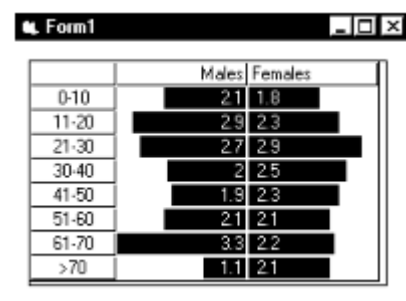 Form1
Males Females
0-10 2.1 1.8
11-20 2.9 2.3
21-30 2.7 2.9
30-40 2 2.5
41-50 1.9 2.3
51-60 2.1 2.1
61-70 3.3 2.2
>70 1.1 2.1